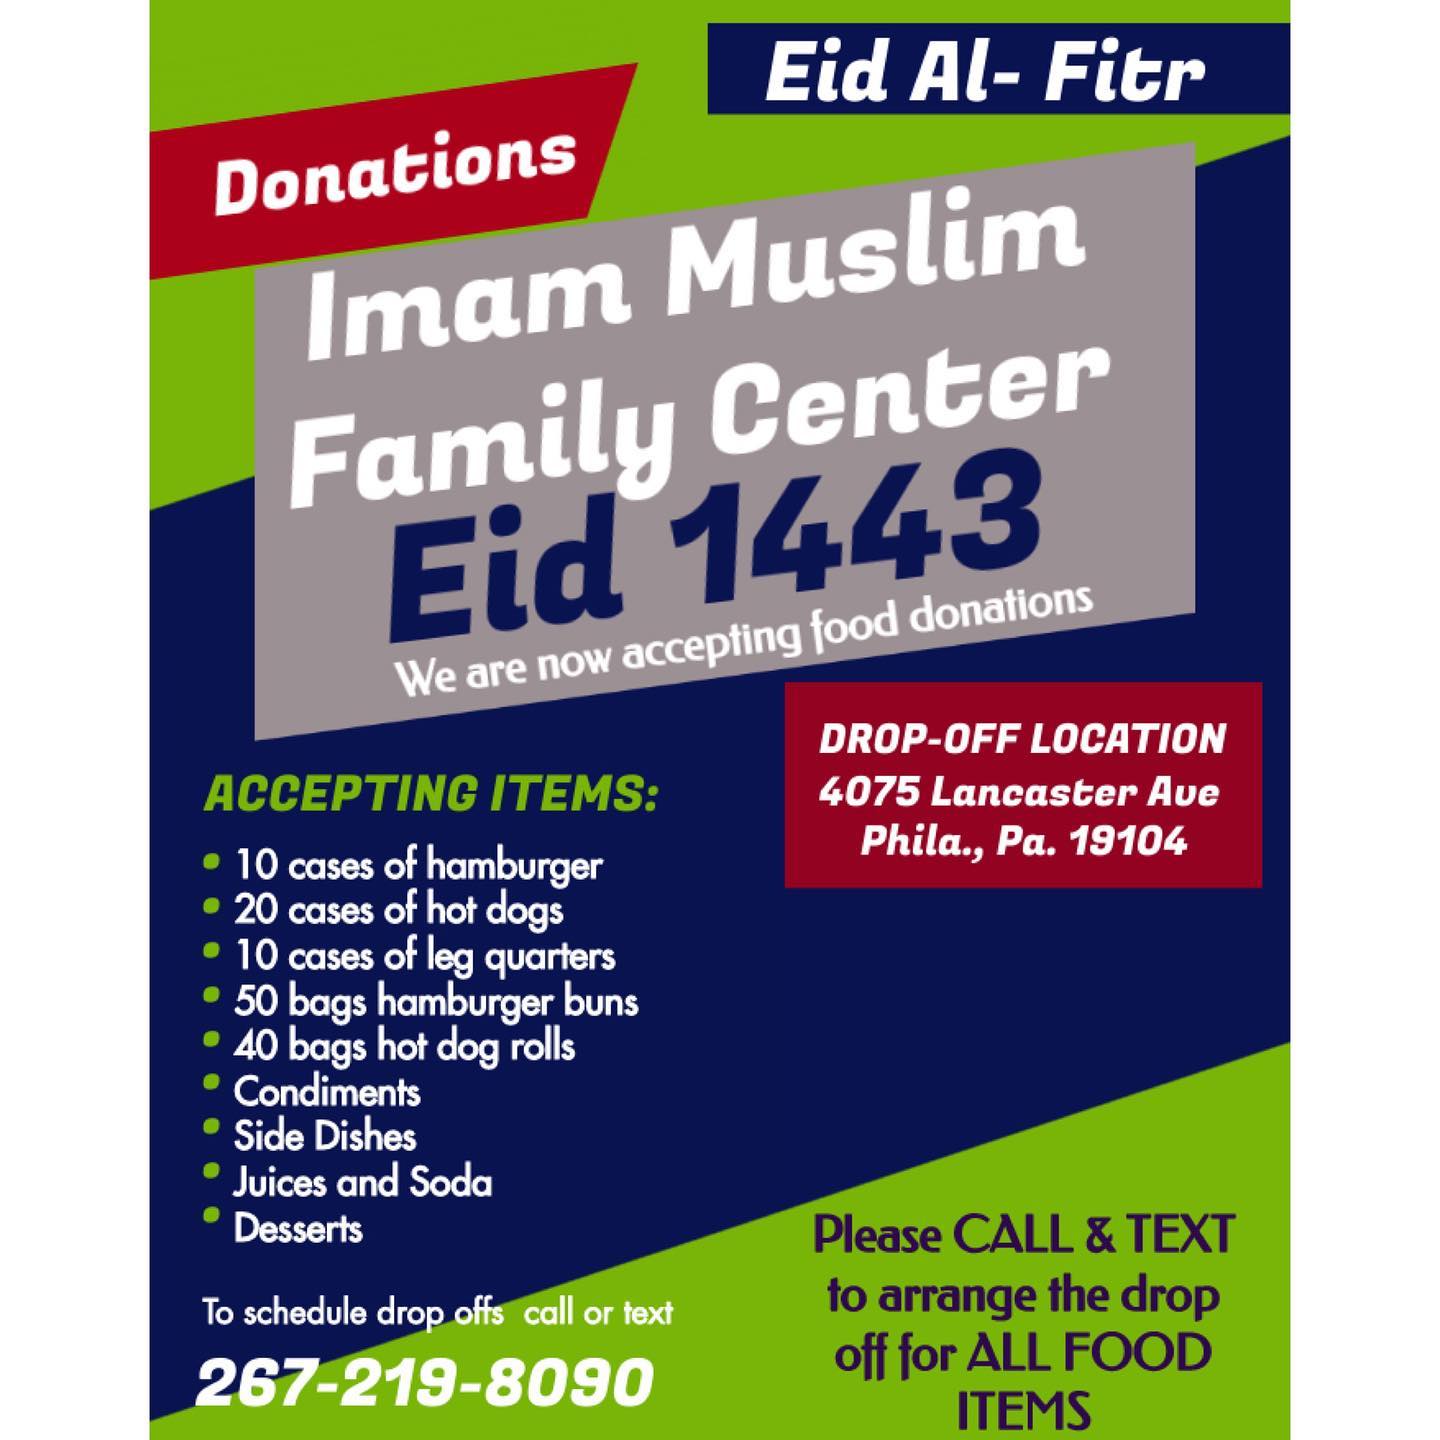 Eid Al- Fitr
Donations
Imam Muslim
Family Center
Eid 1443
We are now accepting food donations
DROP-OFF LOCATION
4075 Lancaster Ave
Phila., Pa. 19104
ACCEPTING ITEMS:
10 cases of hamburger
20 cases of hot dogs
10 cases of leg quarters
50 bags hamburger buns
40 bags hot dog rolls
Condiments
Side Dishes
Juices and Soda
Desserts
To schedule drop offs call or text
267-219-8090
Please CALL & TEXT
to arrange the drop
off for ALL FOOD
ITEMS